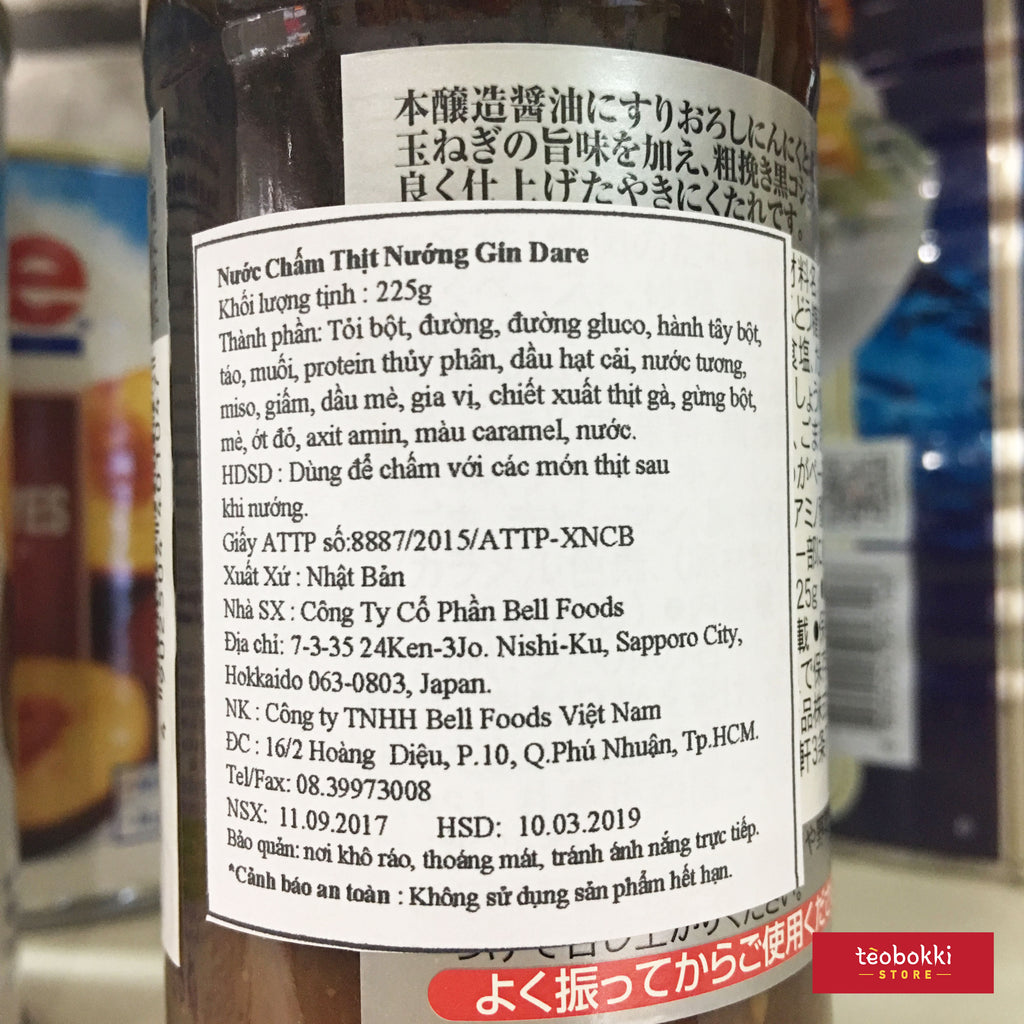 本醸造醤油にすりおろしにんにくと
玉ねぎの旨味を加え、粗挽き黒コシ
良く仕上げたやきにくたれです。
Nước Chấm Thịt Nướng Gin Dare
Khối lượng tịnh : 225g
Thành phần: Tỏi bột, đường, đường gluco, hành tây bột,
táo, muối, protein thủy phân, dầu hạt cải, nước tương,
miso, giấm, dầu mè, gia vị, chiết xuất thịt gà, gừng bột,
mè, ớt đỏ, axit amin, màu caramel, nước.
HDSD : Dùng để chấm với các món thịt sau
khi nướng.
Giấy ATTP số:8887/2015/ATTP-XNCB
Xuất Xứ : Nhật Bản
Nhà SX : Công Ty Cổ Phần Bell Foods
Địa chỉ: 7-3-35 24Ken-3Jo. Nishi-Ku, Sapporo City,
Hokkaido 063-0803, Japan.
NK : Công ty TNHH Bell Foods Việt Nam
ĐC : 16/2 Hoàng Diệu, P.10, Q.Phú Nhuận, Tp.HCM.
Tel/Fax: 08.39973008
NSX: 11.09.2017 HSD: 10.03.2019
Bảo quản: nơi khô ráo, thoáng mát, tránh ánh nắng trực tiếp.
*Cảnh báo an toàn : Không sử dụng sản phẩm hết hạn.
よく振ってからご使用くだ
tèobokki
STORE